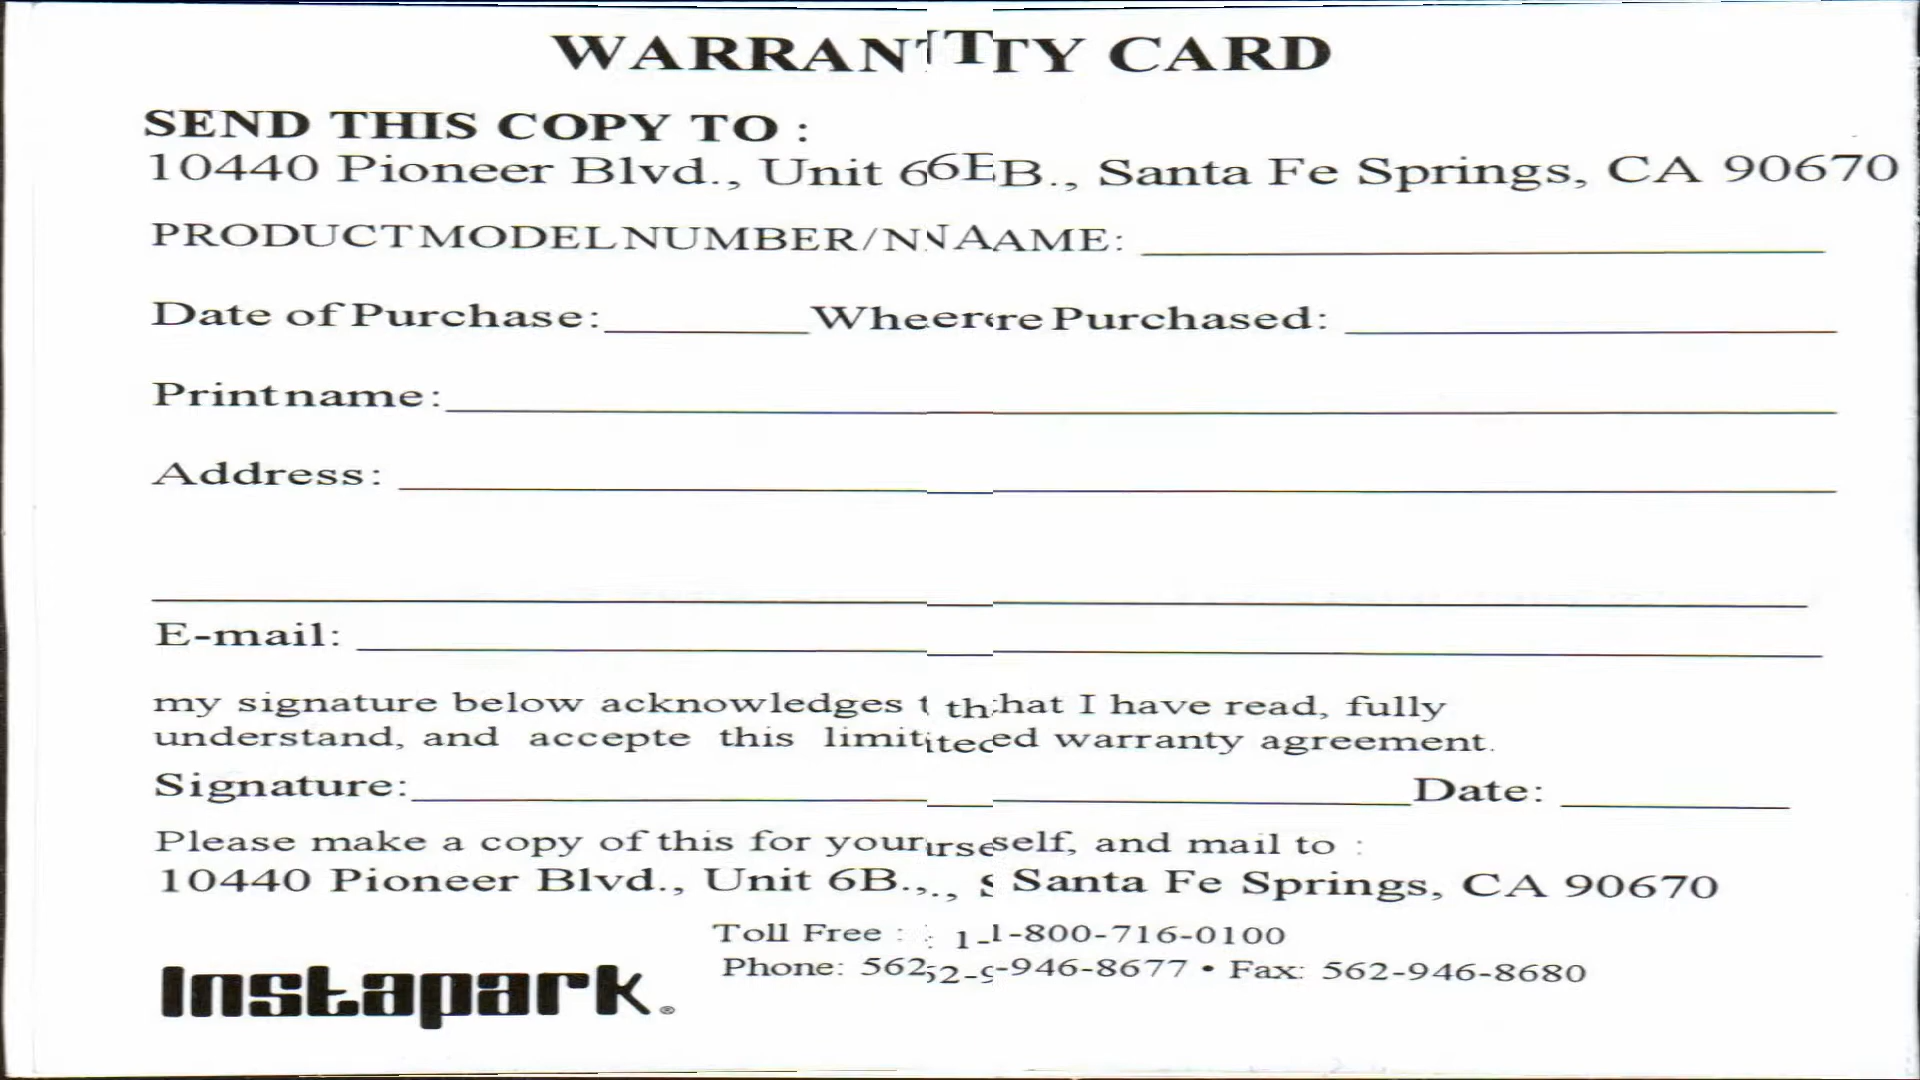 WARRANTY CARD
SEND THIS COPY TO :
10440 Pioneer Blvd., Unit 6B., Santa Fe Springs, CA 90670
PRODUCT MODEL NUMBER/NAME:
Date of Purchase: Where Purchased:
Print name:
Address:
E-mail:
my signature below acknowledges that I have read, fully
understand, and accepte this limited warranty agreement.
Signature: Date:
Please make a copy of this for yourself, and mail to :
10440 Pioneer Blvd., Unit 6B., Santa Fe Springs, CA 90670
Toll Free : 1-800-716-0100
Phone: 562-946-8677 • Fax: 562-946-8680
Instapark®